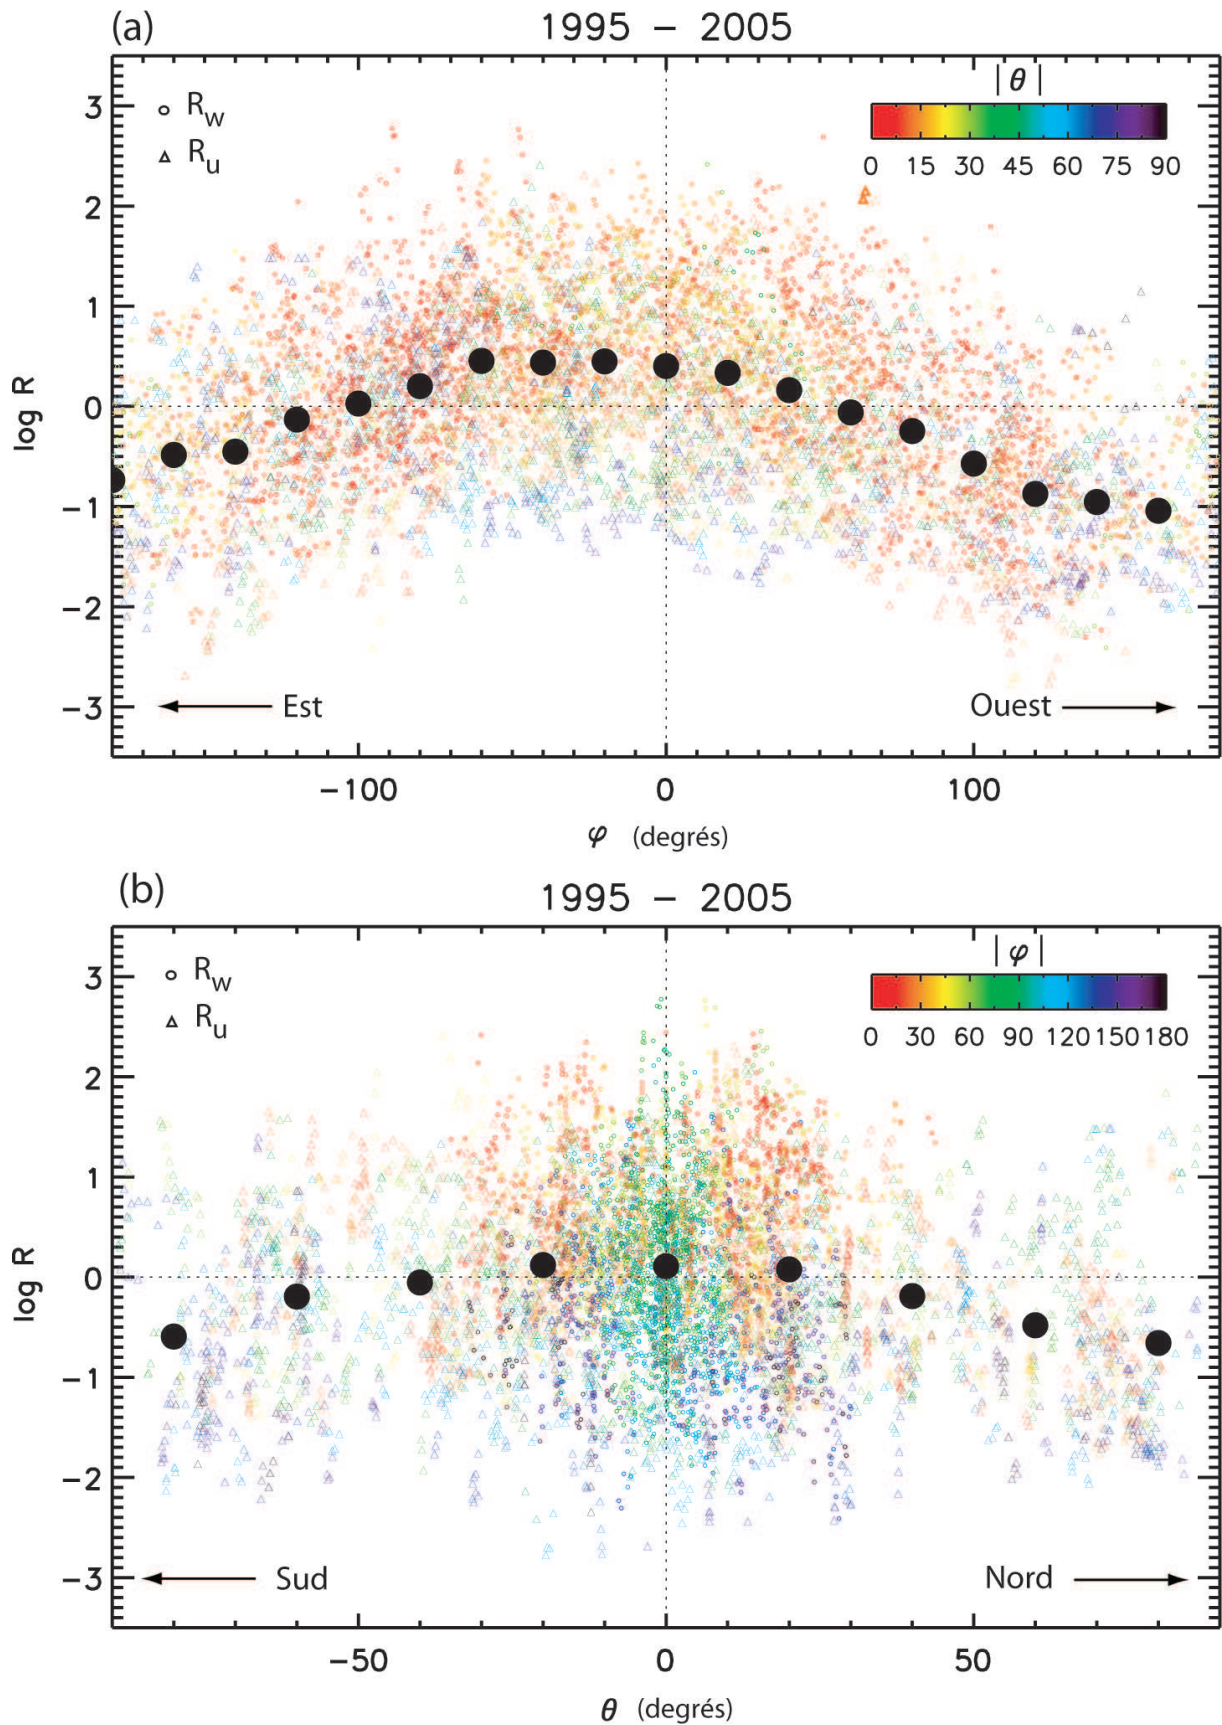 (a)
1995 – 2005
| θ |
R_w
R_u
0 15 30 45 60 75 90
3
2
1
0
−1
−2
−3
log R
Est
Ouest
−100 0 100
φ (degrés)
(b)
1995 – 2005
| φ |
R_w
R_u
0 30 60 90 120 150 180
3
2
1
0
−1
−2
−3
log R
Sud
Nord
−50 0 50
θ (degrés)